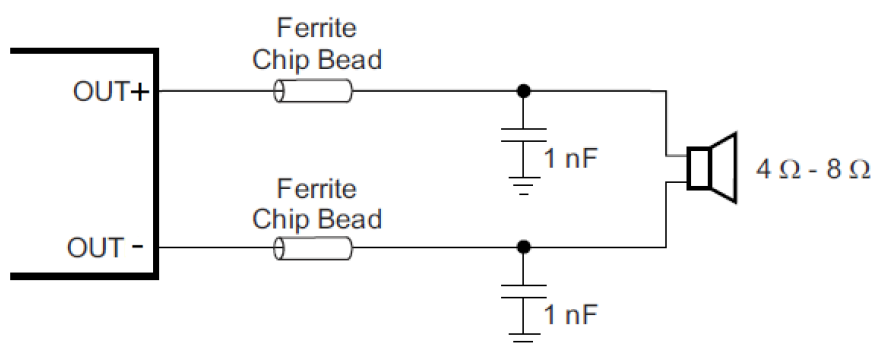 Ferrite
Chip Bead
OUT+
1 nF
4 Ω - 8 Ω
Ferrite
Chip Bead
OUT -
1 nF